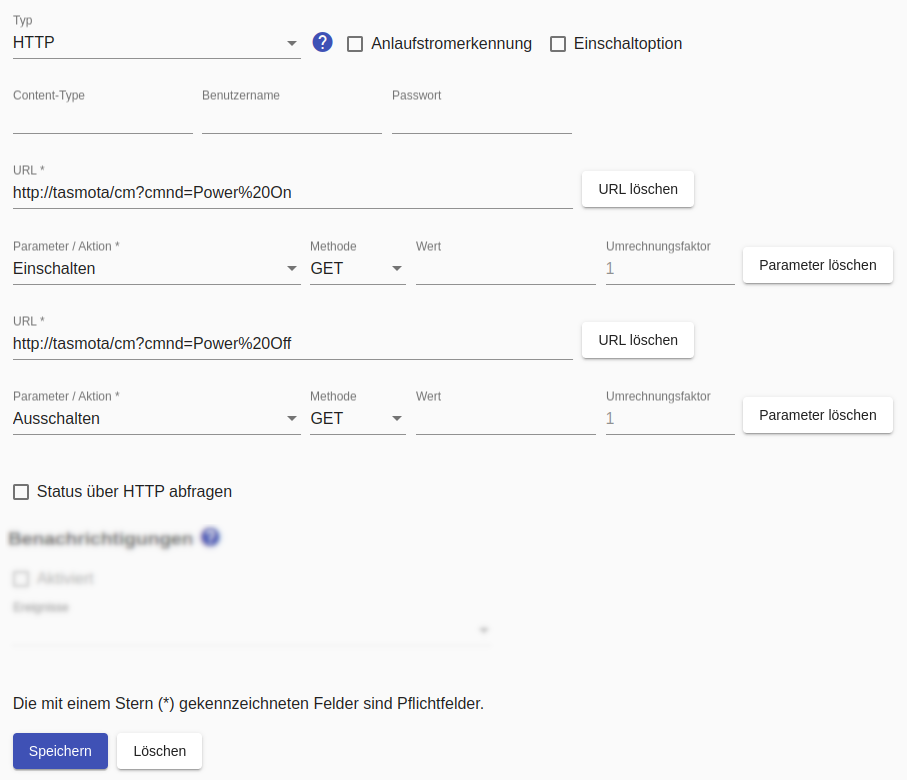 Typ
HTTP ? Anlaufstromerkennung Einschaltoption
Content-Type Benutzername Passwort
URL *
http://tasmota/cm?cmnd=Power%20On URL löschen
Parameter / Aktion * Methode Wert Umrechnungsfaktor
Einschalten GET 1 Parameter löschen
URL *
http://tasmota/cm?cmnd=Power%20Off URL löschen
Parameter / Aktion * Methode Wert Umrechnungsfaktor
Ausschalten GET 1 Parameter löschen
Status über HTTP abfragen
Benachrichtigungen ?
Aktiviert
Ereignisse
Die mit einem Stern (*) gekennzeichneten Felder sind Pflichtfelder.
Speichern Löschen